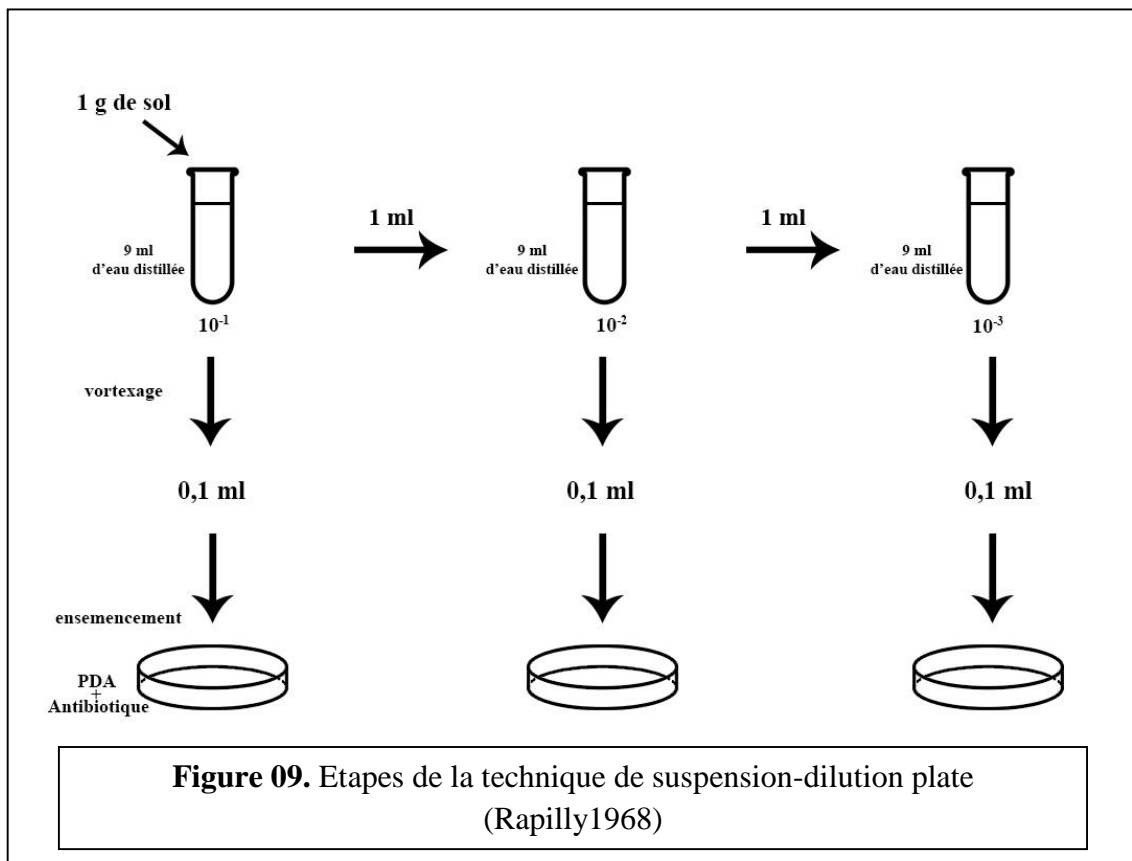 1 g de sol
1 ml
1 ml
9 ml
d'eau distillée
9 ml
d'eau distillée
9 ml
d'eau distillée
10⁻¹
10⁻²
10⁻³
vortexage
0,1 ml
0,1 ml
0,1 ml
ensemencement
PDA
+
Antibiotique
Figure 09. Etapes de la technique de suspension-dilution plate
(Rapilly1968)